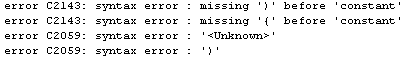 error C2143: syntax error : missing ')' before 'constant'
error C2143: syntax error : missing '{' before 'constant'
error C2059: syntax error : '<Unknown>'
error C2059: syntax error : ')'